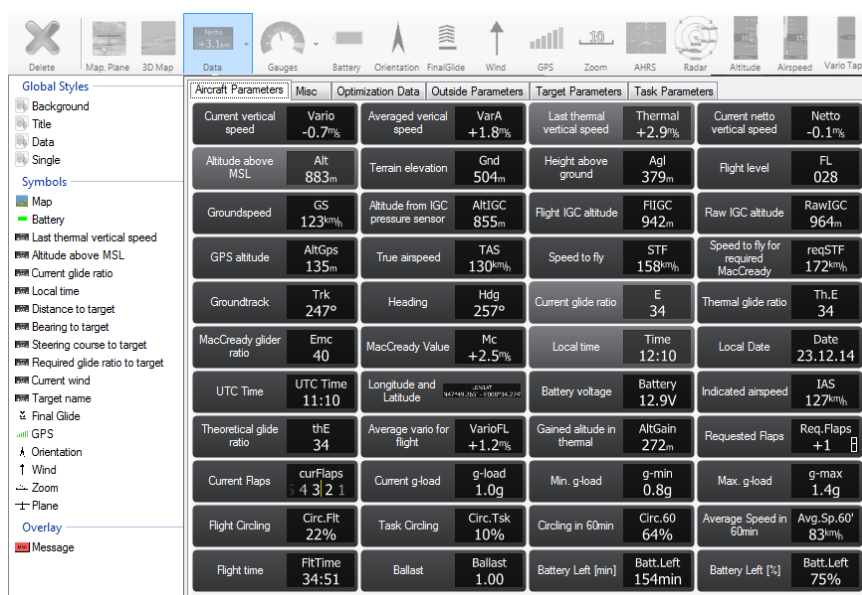 Netto
+3.1
10
Delete
Map, Plane
3D Map
Data
Gauges
Battery
Orientation
FinalGlide
Wind
GPS
Zoom
AHRS
Radar
Altitude
Airspeed
Vario Tap
Global Styles
Background
Title
Data
Single
Symbols
Map
Battery
Last thermal vertical speed
Altitude above MSL
Current glide ratio
Local time
Distance to target
Bearing to target
Steering course to target
Required glide ratio to target
Current wind
Target name
Final Glide
GPS
Orientation
Wind
Zoom
Plane
Overlay
Message
Aircraft Parameters
Misc
Optimization Data
Outside Parameters
Target Parameters
Task Parameters
Current vertical
speed
Vario
-0.7m/s
Averaged verical
speed
VarA
+1.8m/s
Last thermal
vertical speed
Thermal
+2.9m/s
Current netto
vertical speed
Netto
-0.1m/s
Altitude above
MSL
Alt
883m
Terrain elevation
Gnd
504m
Height above
ground
Agl
379m
Flight level
FL
028
Groundspeed
GS
123km/h
Altitude from IGC
pressure sensor
AltIGC
855m
Flight IGC altitude
FlIGC
942m
Raw IGC altitude
RawIGC
964m
GPS altitude
AltGps
135m
True airspeed
TAS
130km/h
Speed to fly
STF
158km/h
Speed to fly for
required
MacCready
reqSTF
172km/h
Groundtrack
Trk
247°
Heading
Hdg
257°
Current glide ratio
E
34
Thermal glide ratio
Th.E
34
MacCready glider
ratio
Emc
40
MacCready Value
Mc
+2.5m/s
Local time
Time
12:10
Local Date
Date
23.12.14
UTC Time
UTC Time
11:10
Longitude and
Latitude
Battery voltage
Battery
12.9V
Indicated airspeed
IAS
127km/h
Theoretical glide
ratio
thE
34
Average vario for
flight
VarioFL
+1.2m/s
Gained alitude in
thermal
AltGain
272m
Requested Flaps
Req.Flaps
+1
Current Flaps
curFlaps
5 4 3 2 1
Current g-load
g-load
1.0g
Min. g-load
g-min
0.8g
Max. g-load
g-max
1.4g
Flight Circling
Circ.Flt
22%
Task Circling
Circ.Tsk
10%
Circling in 60min
Circ.60
64%
Average Speed in
60min
Avg.Sp.60'
83km/h
Flight time
FltTime
34:51
Ballast
Ballast
1.00
Battery Left [min]
Batt.Left
154min
Battery Left [%]
Batt.Left
75%